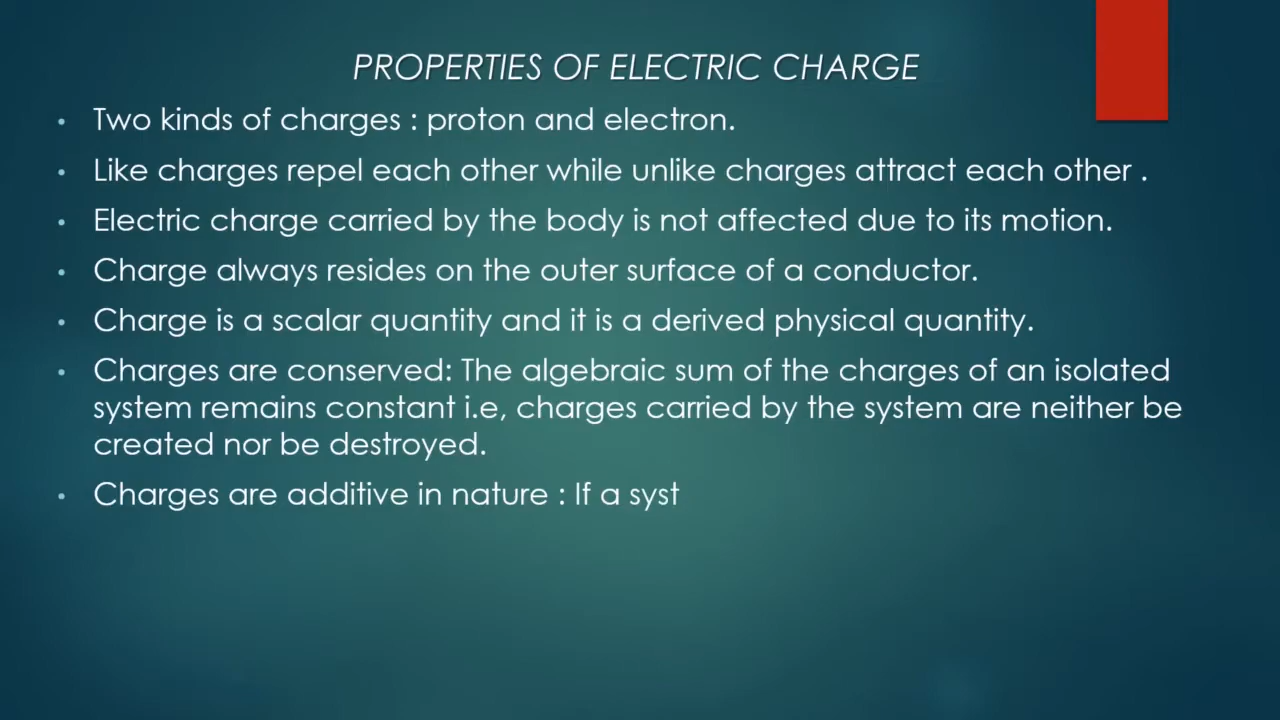 PROPERTIES OF ELECTRIC CHARGE
• Two kinds of charges : proton and electron.
• Like charges repel each other while unlike charges attract each other .
• Electric charge carried by the body is not affected due to its motion.
• Charge always resides on the outer surface of a conductor.
• Charge is a scalar quantity and it is a derived physical quantity.
• Charges are conserved: The algebraic sum of the charges of an isolated
system remains constant i.e, charges carried by the system are neither be
created nor be destroyed.
• Charges are additive in nature : If a syst